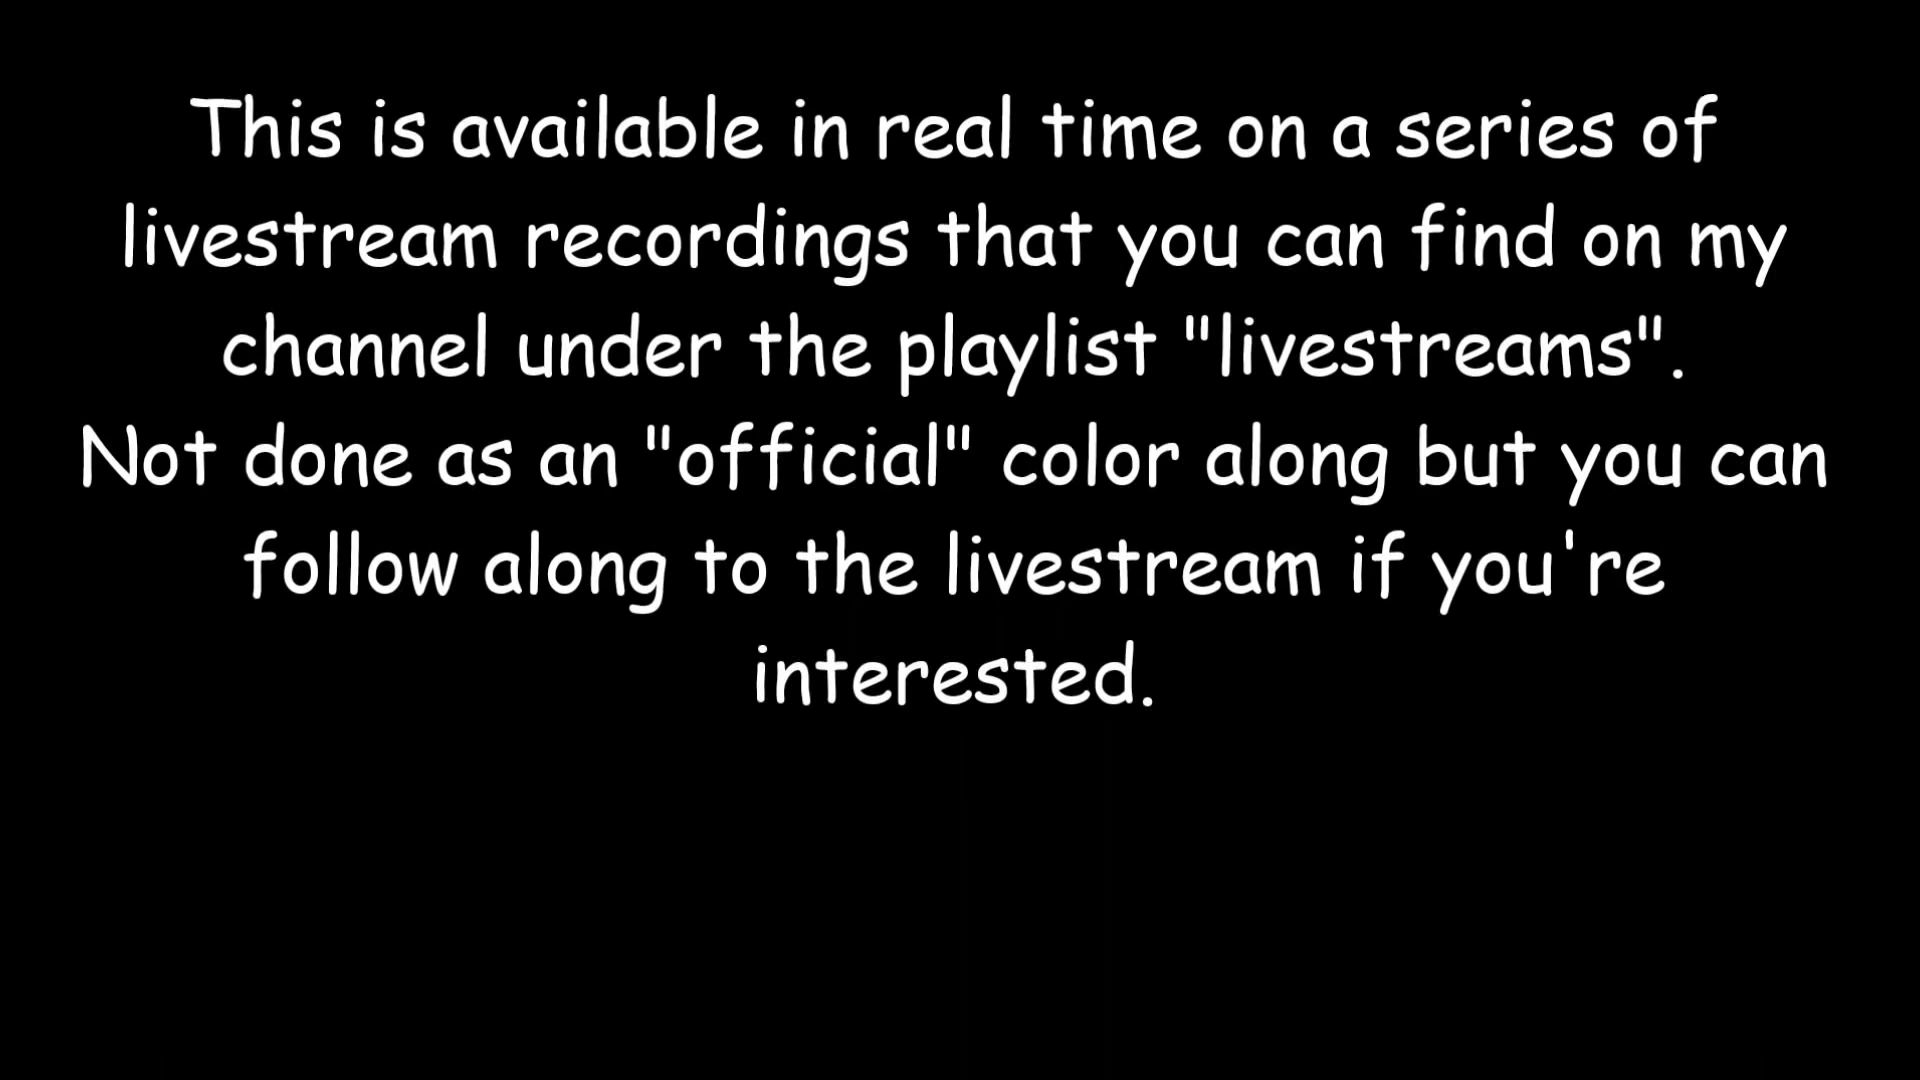 This is available in real time on a series of
livestream recordings that you can find on my
channel under the playlist "livestreams".
Not done as an "official" color along but you can
follow along to the livestream if you're
interested.